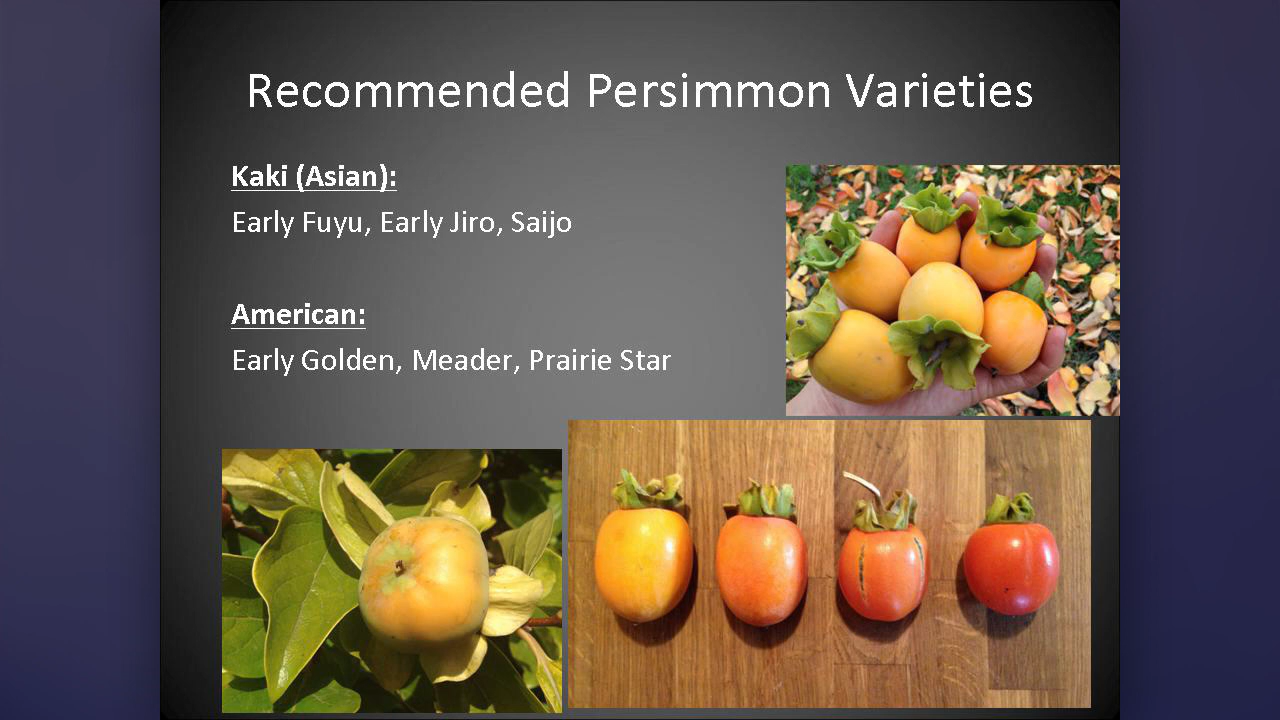 Recommended Persimmon Varieties
Kaki (Asian):
Early Fuyu, Early Jiro, Saijo
American:
Early Golden, Meader, Prairie Star